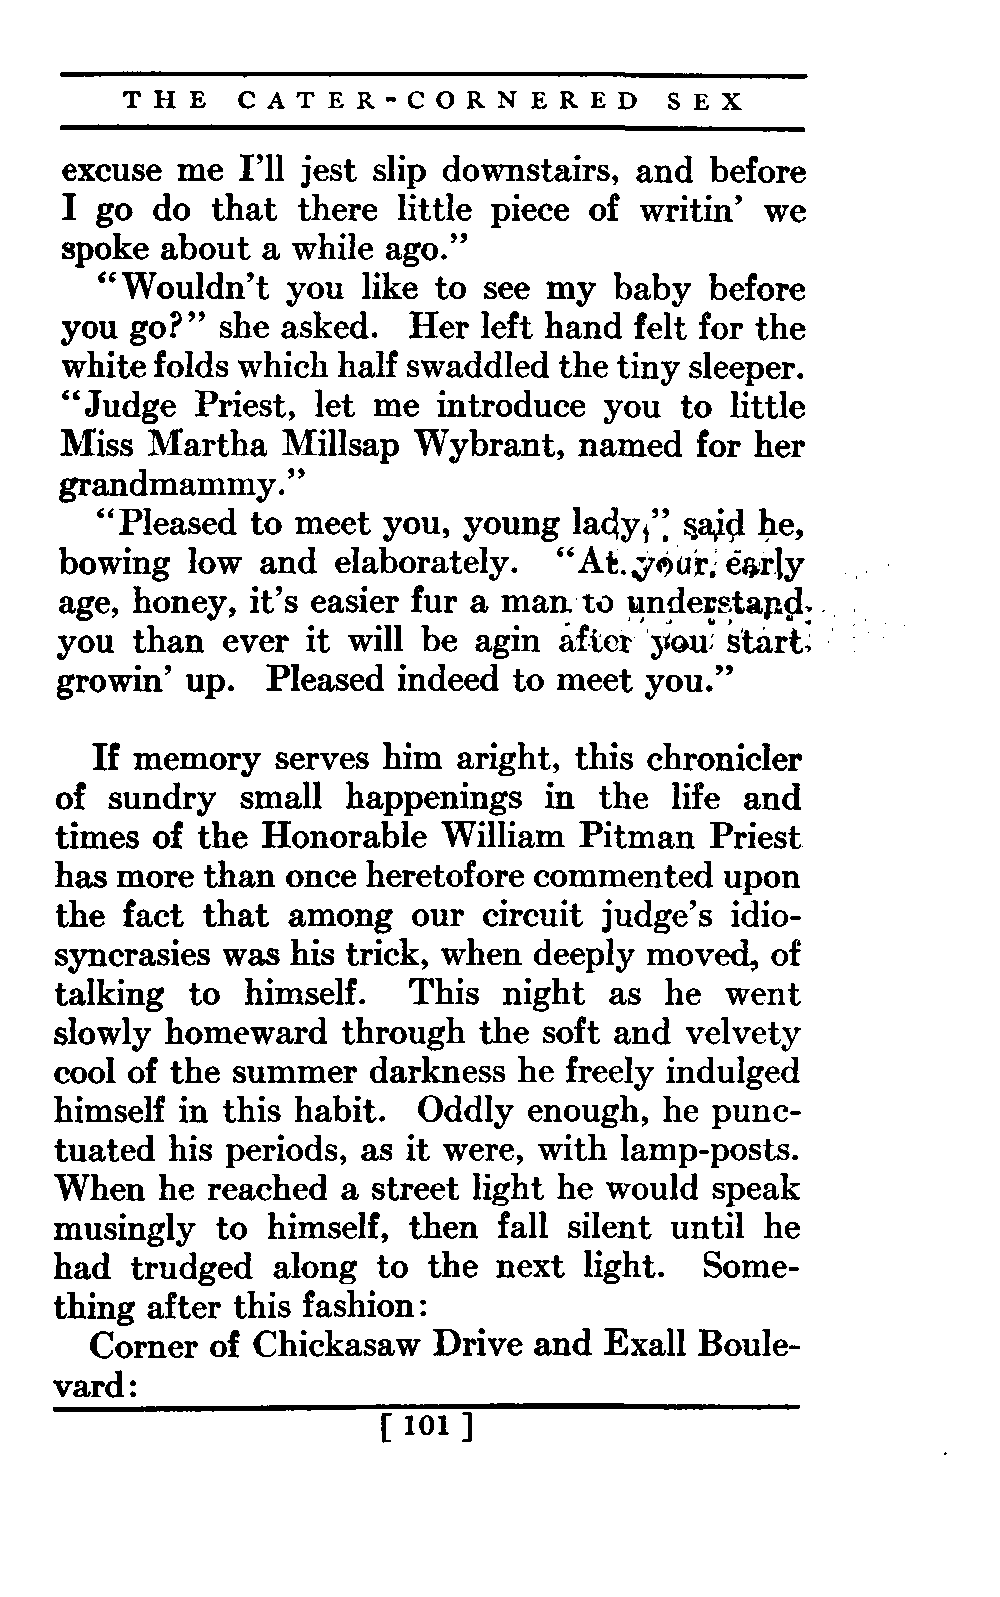 THE CATER-CORNERED SEX
excuse me I'll jest slip downstairs, and before
I go do that there little piece of writin' we
spoke about a while ago."
"Wouldn't you like to see my baby before
you go?" she asked. Her left hand felt for the
white folds which half swaddled the tiny sleeper.
"Judge Priest, let me introduce you to little
Miss Martha Millsap Wybrant, named for her
grandmammy."
"Pleased to meet you, young lady," said he,
bowing low and elaborately. "At your early
age, honey, it's easier fur a man to understand
you than ever it will be agin after you start
growin' up. Pleased indeed to meet you."
If memory serves him aright, this chronicler
of sundry small happenings in the life and
times of the Honorable William Pitman Priest
has more than once heretofore commented upon
the fact that among our circuit judge's idio-
syncrasies was his trick, when deeply moved, of
talking to himself. This night as he went
slowly homeward through the soft and velvety
cool of the summer darkness he freely indulged
himself in this habit. Oddly enough, he punc-
tuated his periods, as it were, with lamp-posts.
When he reached a street light he would speak
musingly to himself, then fall silent until he
had trudged along to the next light. Some-
thing after this fashion:
Corner of Chickasaw Drive and Exall Boule-
vard:
[ 101 ]